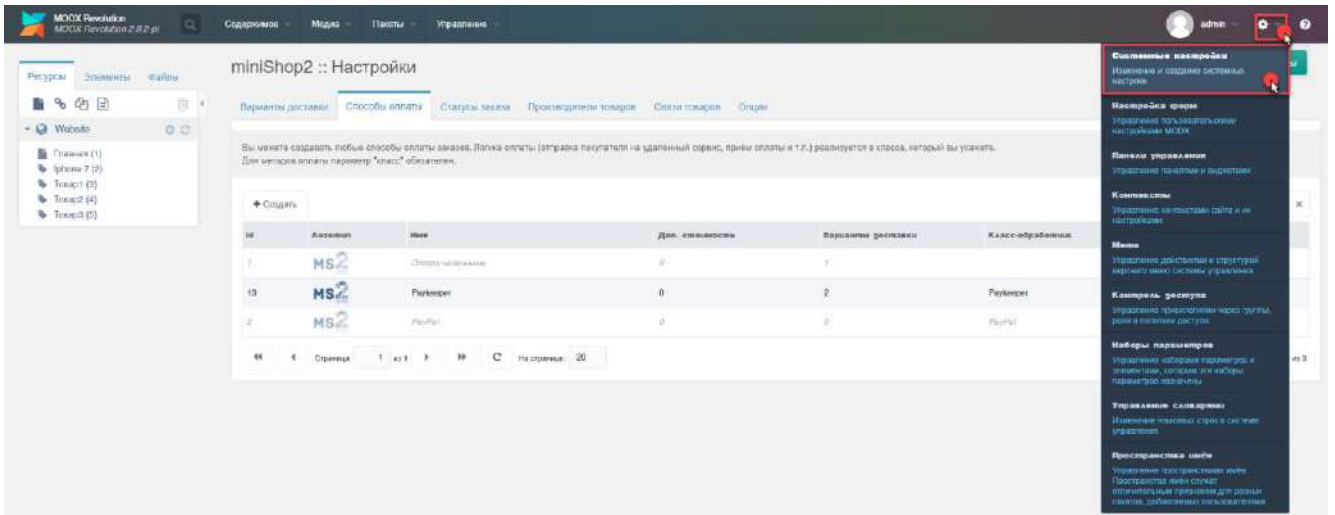 MODX Revolution
MODX Revolution 2.8.2-pl
Содержимое
Медиа
Пакеты
Управление
admin
Ресурсы
Элементы
Файлы
Website
Главная (1)
Iphone 7 (2)
Товар1 (3)
Товар2 (4)
Товар3 (5)
miniShop2 :: Настройки
Варианты доставки
Способы оплаты
Статусы заказа
Производители товаров
Связи товаров
Опции
Вы можете создавать любые способы оплаты заказов. Логика оплаты (отправка покупателя на удалённый сервис, приём оплаты и т.п.) реализуется в классе, который вы укажете.
Для методов оплаты параметр "класс" обязателен.
Создать
id
Логотип
Имя
Доп. стоимость
Варианты доставки
Класс-обработчик
1
MS2
Оплата наличными
0
1
13
MS2
Paykeeper
0
2
Paykeeper
2
MS2
PayPal
0
0
PayPal
Страница
1
из 1
На странице:
20
из 3
Системные настройки
Изменение и создание системных
настроек
Настройка форм
Управление пользовательскими
настройками MODX
Панели управления
Управление панелями и виджетами
Контексты
Управление контекстами сайта и их
настройками
Меню
Управление действиями и структурой
верхнего меню системы управления
Контроль доступа
Управление привилегиями через группы,
роли и политики доступа
Наборы параметров
Управление наборами параметров и
элементами, которым эти наборы
параметров назначены
Управление словарями
Изменение языковых строк в системе
управления
Пространства имён
Управление пространствами имён.
Пространства имён служат
отличительным признаком для разных
пакетов, добавляемых пользователями